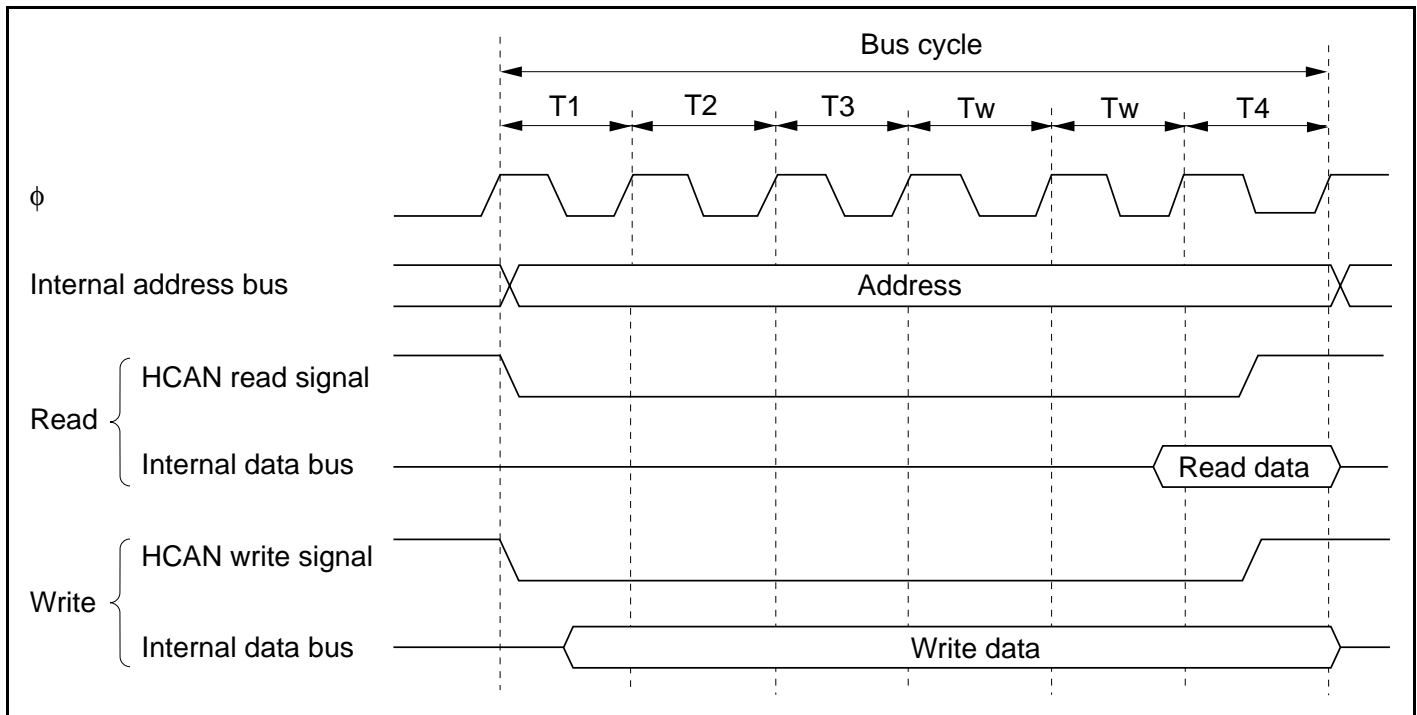 Bus cycle
T1 T2 T3 Tw Tw T4
ϕ
Internal address bus Address
HCAN read signal
Read
Internal data bus Read data
HCAN write signal
Write
Internal data bus Write data